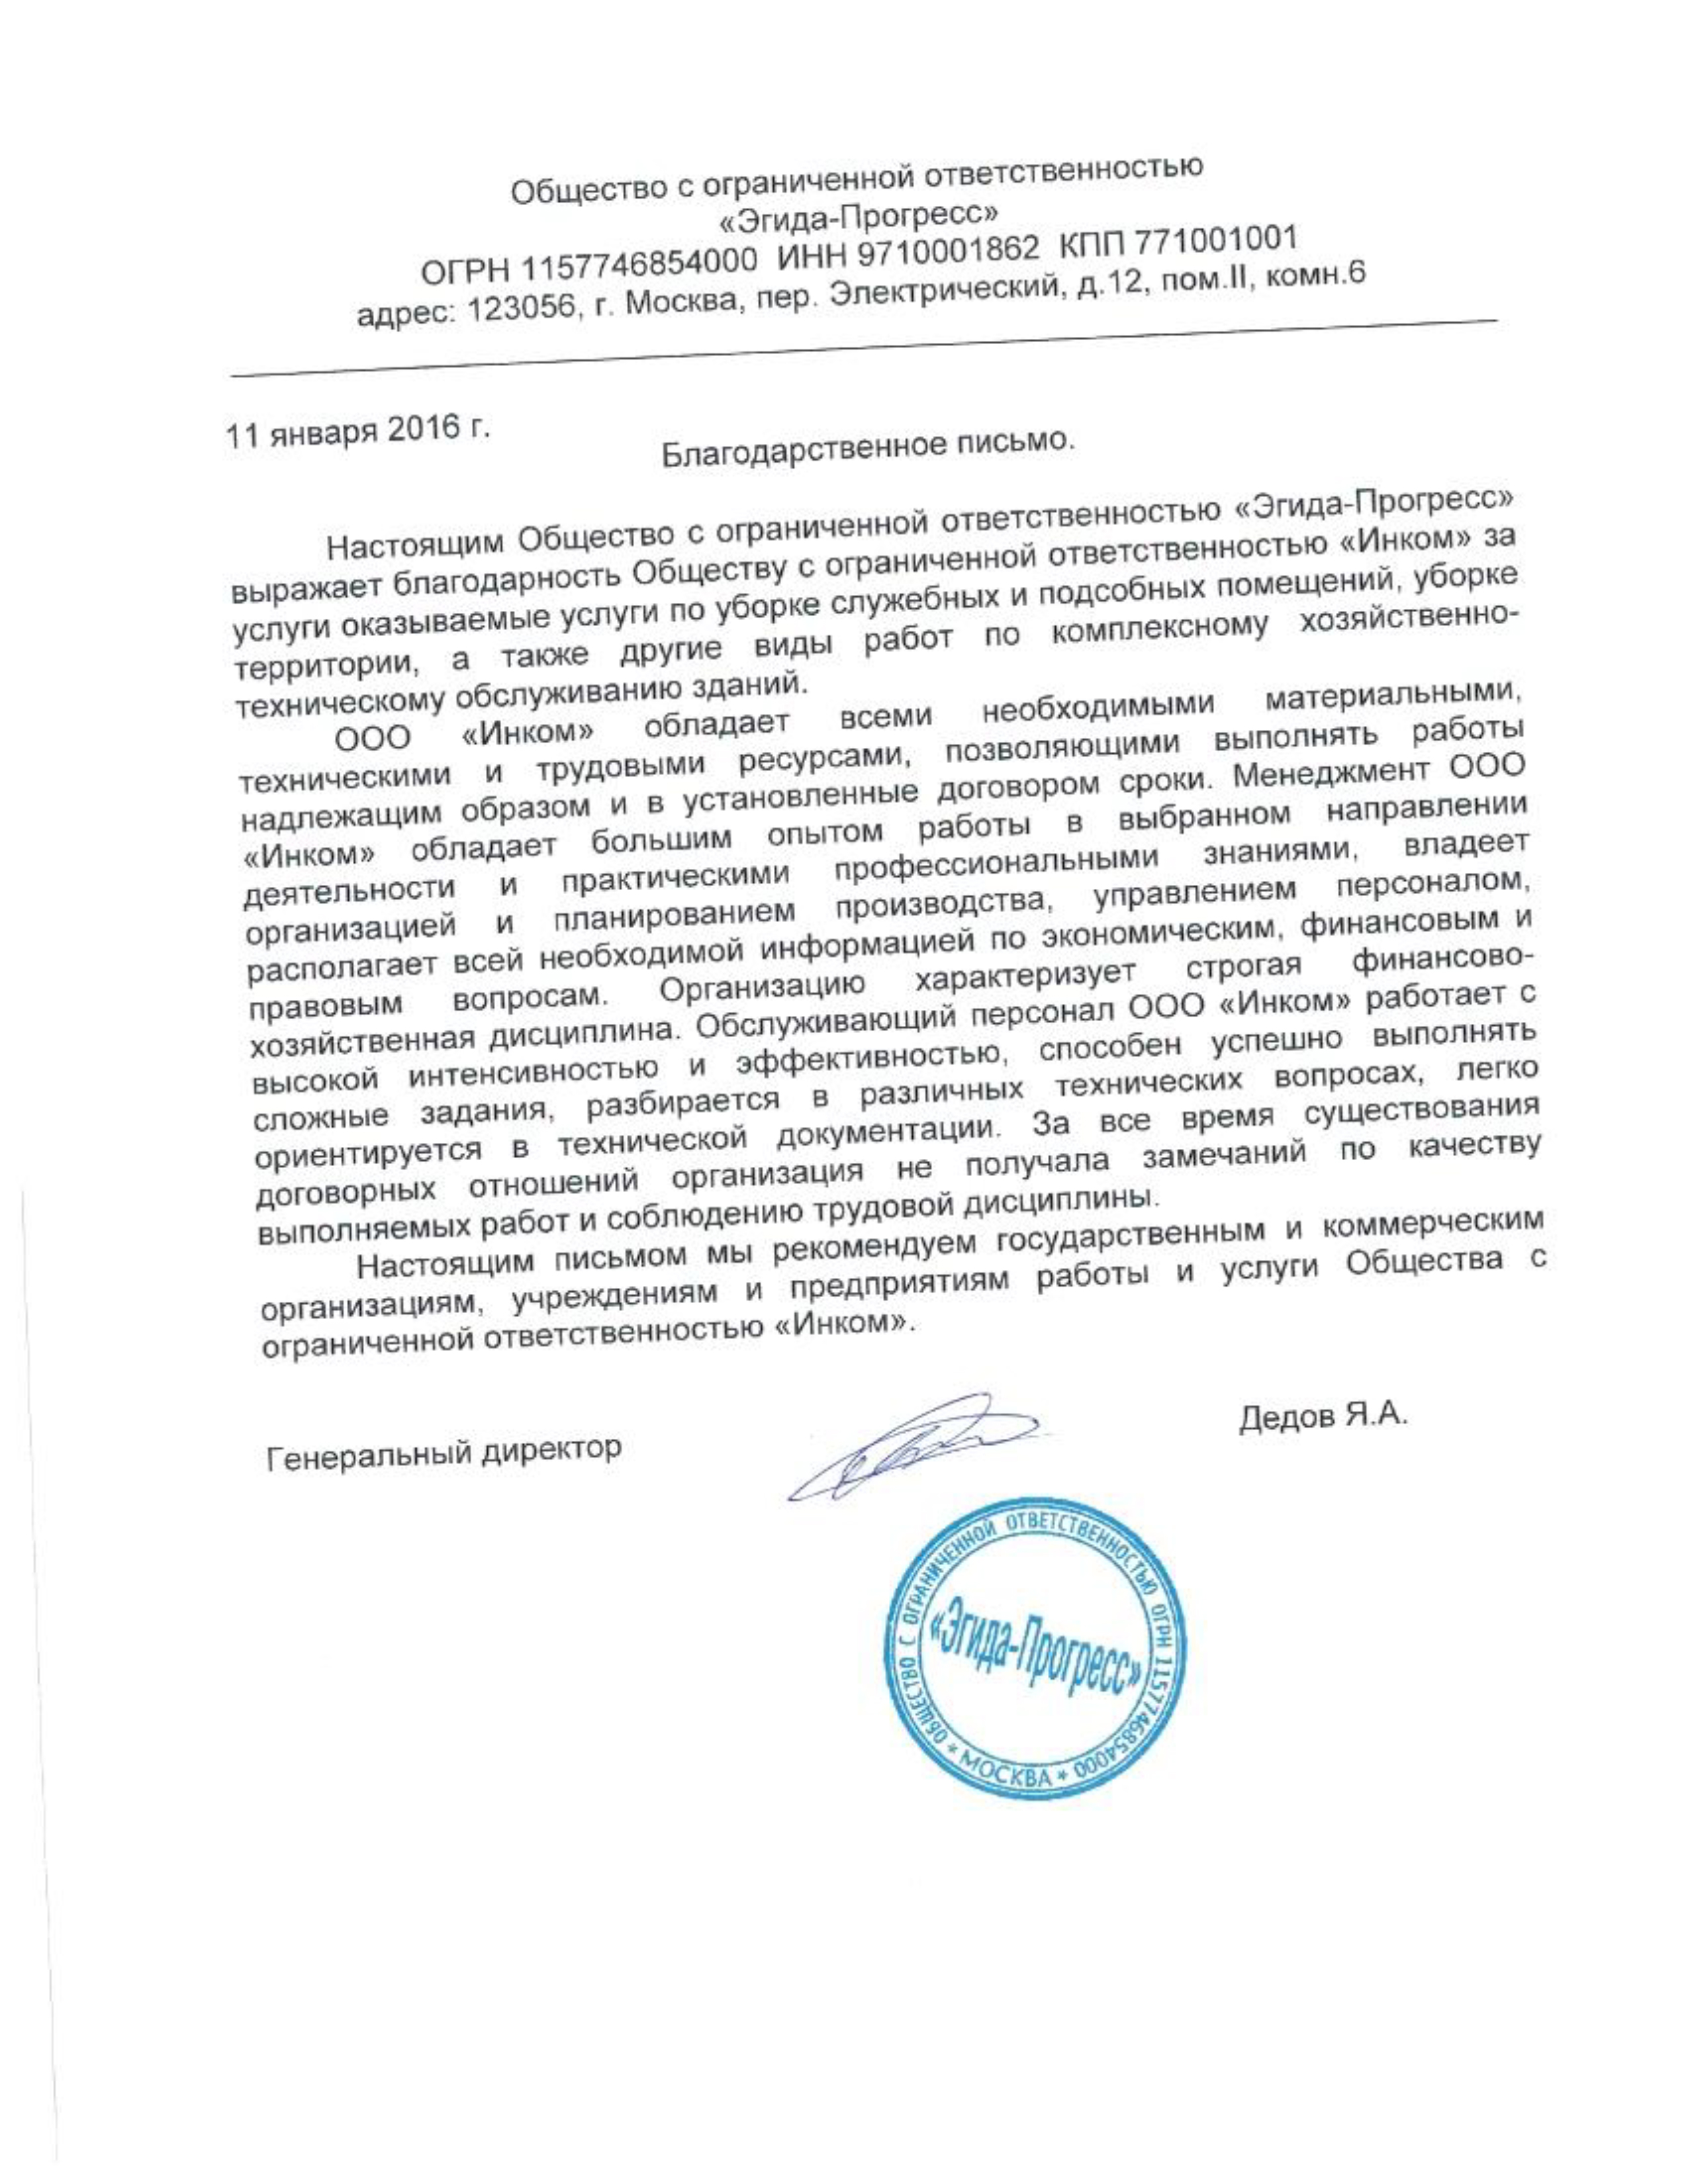 Общество с ограниченной ответственностью
«Эгида-Прогресс»
ОГРН 1157746854000 ИНН 9710001862 КПП 771001001
адрес: 123056, г. Москва, пер. Электрический, д.12, пом.II, комн.6
11 января 2016 г.
Благодарственное письмо.
Настоящим Общество с ограниченной ответственностью «Эгида-Прогресс»
выражает благодарность Обществу с ограниченной ответственностью «Инком» за
услуги оказываемые услуги по уборке служебных и подсобных помещений, уборке
территории, а также другие виды работ по комплексному хозяйственно-
техническому обслуживанию зданий.
ООО «Инком» обладает всеми необходимыми материальными,
техническими и трудовыми ресурсами, позволяющими выполнять работы
надлежащим образом и в установленные договором сроки. Менеджмент ООО
«Инком» обладает большим опытом работы в выбранном направлении
деятельности и практическими профессиональными знаниями, владеет
организацией и планированием производства, управлением персоналом,
располагает всей необходимой информацией по экономическим, финансовым и
правовым вопросам. Организацию характеризует строгая финансово-
хозяйственная дисциплина. Обслуживающий персонал ООО «Инком» работает с
высокой интенсивностью и эффективностью, способен успешно выполнять
сложные задания, разбирается в различных технических вопросах, легко
ориентируется в технической документации. За все время существования
договорных отношений организация не получала замечаний по качеству
выполняемых работ и соблюдению трудовой дисциплины.
Настоящим письмом мы рекомендуем государственным и коммерческим
организациям, учреждениям и предприятиям работы и услуги Общества с
ограниченной ответственностью «Инком».
Генеральный директор
Дедов Я.А.
ОБЩЕСТВО С ОГРАНИЧЕННОЙ ОТВЕТСТВЕННОСТЬЮ ОГРН 1157746854000
«Эгида-Прогресс»
* МОСКВА *